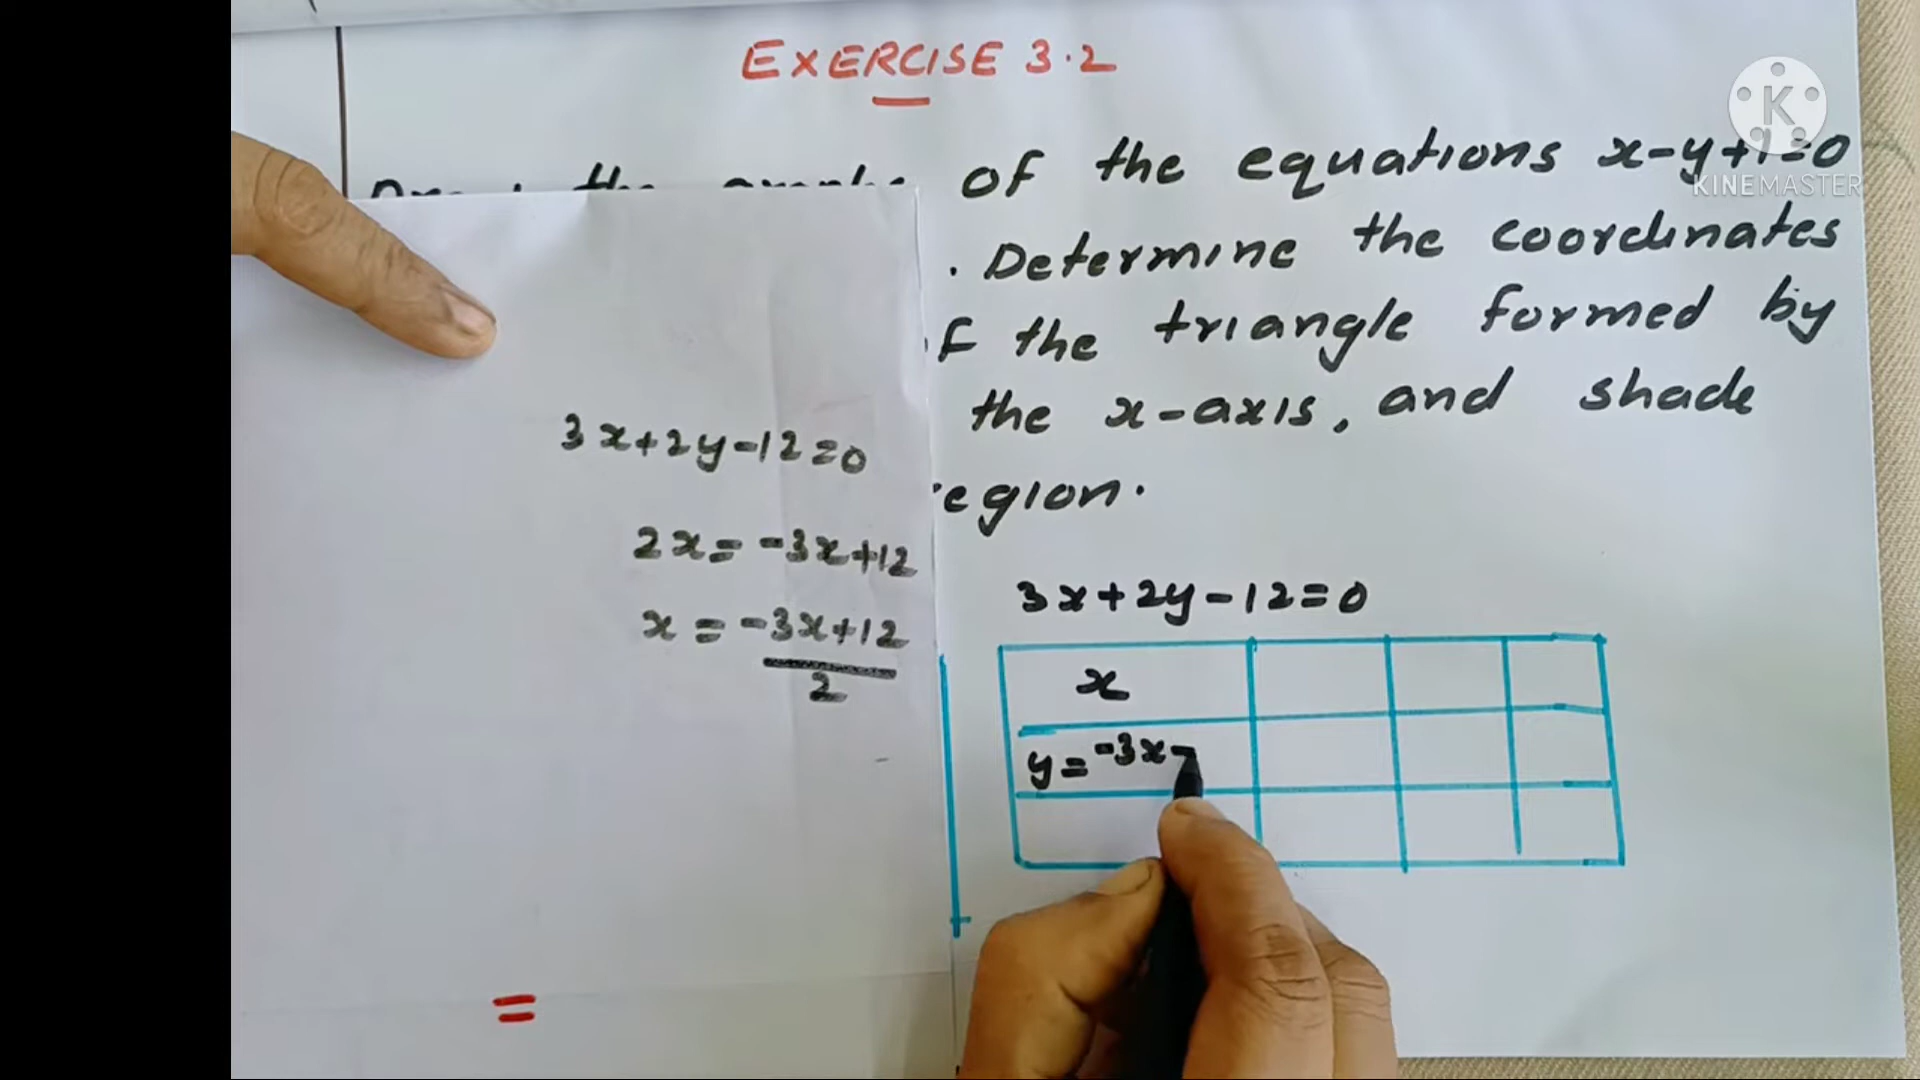 EXERCISE 3.2
of the equations x-y+1=0
. Determine the coordinates
f the triangle formed by
the x-axis, and shade
egion.
3x+2y-12=0
2x= -3x+12
x = -3x+12
2
=
3x+2y-12=0
x
y= -3x
K
KINEMASTER